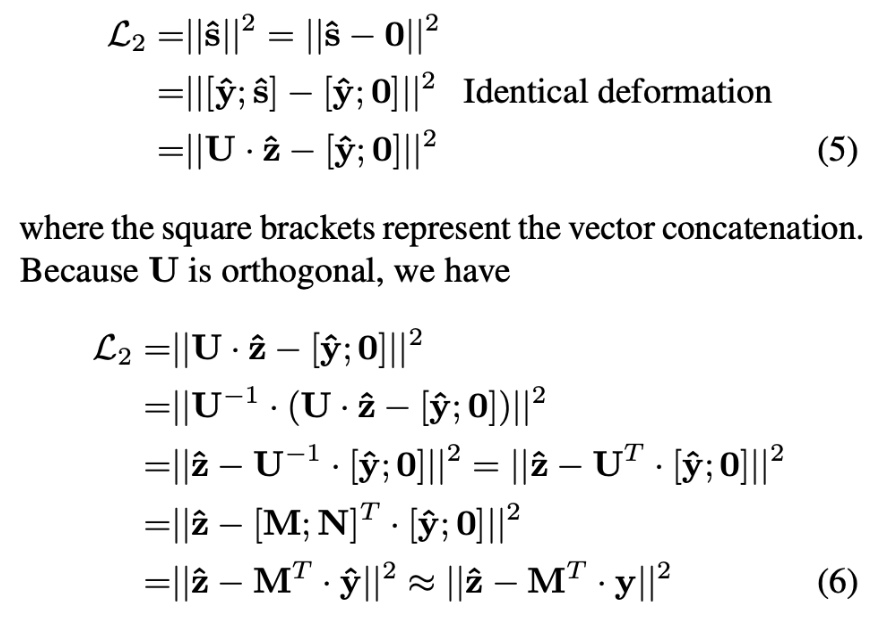 ℒ₂ =||ŝ||² = ||ŝ − 𝟎||²
=||[ŷ; ŝ] − [ŷ; 𝟎]||² Identical deformation
=||𝐔 · ẑ − [ŷ; 𝟎]||² (5)
where the square brackets represent the vector concatenation.
Because 𝐔 is orthogonal, we have
ℒ₂ =||𝐔 · ẑ − [ŷ; 𝟎]||²
=||𝐔⁻¹ · (𝐔 · ẑ − [ŷ; 𝟎])||²
=||ẑ − 𝐔⁻¹ · [ŷ; 𝟎]||² = ||ẑ − 𝐔ᵀ · [ŷ; 𝟎]||²
=||ẑ − [𝐌; 𝐍]ᵀ · [ŷ; 𝟎]||²
=||ẑ − 𝐌ᵀ · ŷ||² ≈ ||ẑ − 𝐌ᵀ · 𝐲||² (6)